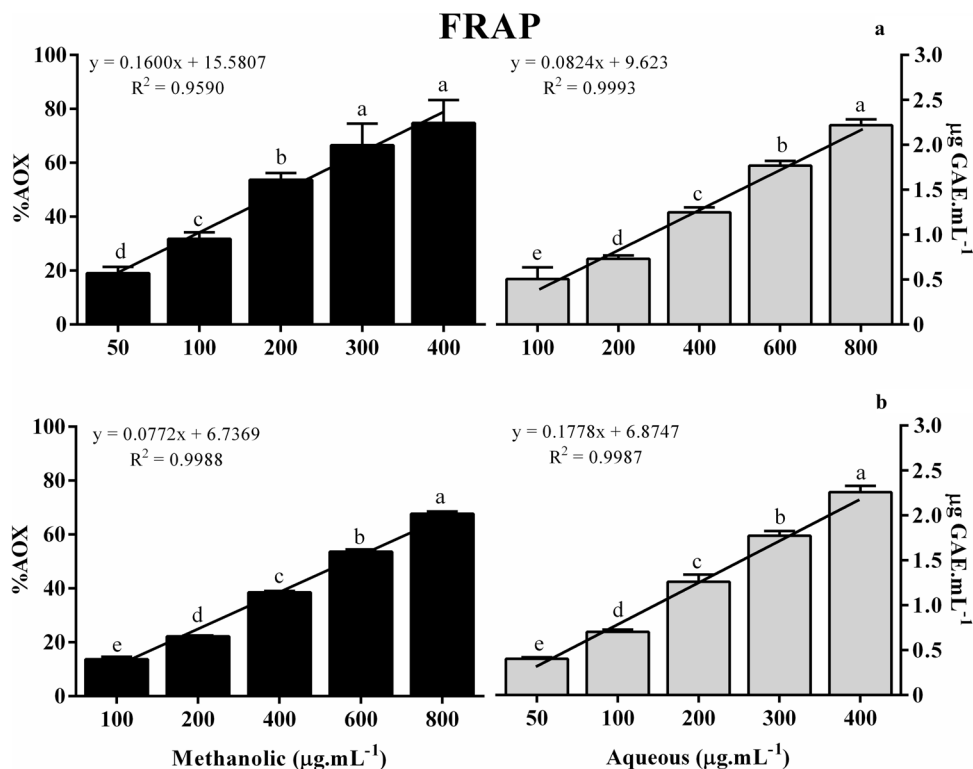 FRAP
a
y = 0.1600x + 15.5807
R² = 0.9590
y = 0.0824x + 9.623
R² = 0.9993
%AOX
100
80
60
40
20
0
d
c
b
a
a
50 100 200 300 400
e
d
c
b
a
100 200 400 600 800
3.0
2.5
2.0
1.5
1.0
0.5
0.0
µg GAE.mL⁻¹
b
y = 0.0772x + 6.7369
R² = 0.9988
y = 0.1778x + 6.8747
R² = 0.9987
%AOX
100
80
60
40
20
0
e
d
c
b
a
100 200 400 600 800
e
d
c
b
a
50 100 200 300 400
3.0
2.5
2.0
1.5
1.0
0.5
0.0
µg GAE.mL⁻¹
Methanolic (µg.mL⁻¹)
Aqueous (µg.mL⁻¹)